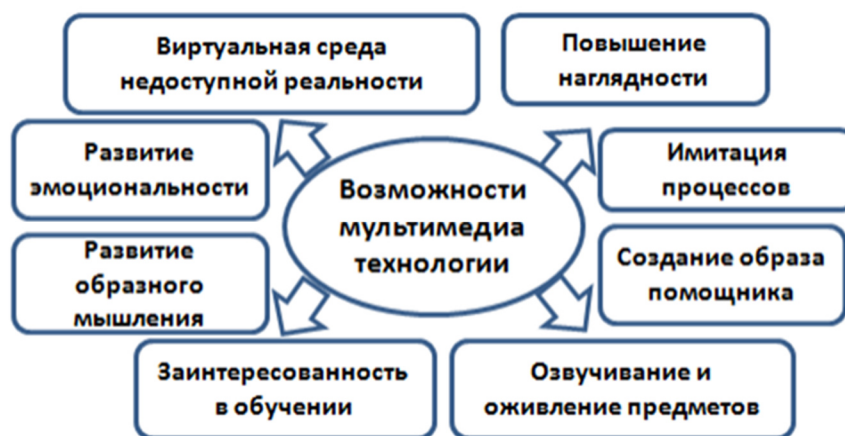 Виртуальная среда
недоступной реальности
Повышение
наглядности
Развитие
эмоциональности
Возможности
мультимедиа
технологии
Имитация
процессов
Развитие
образного
мышления
Создание образа
помощника
Заинтересованность
в обучении
Озвучивание и
оживление предметов